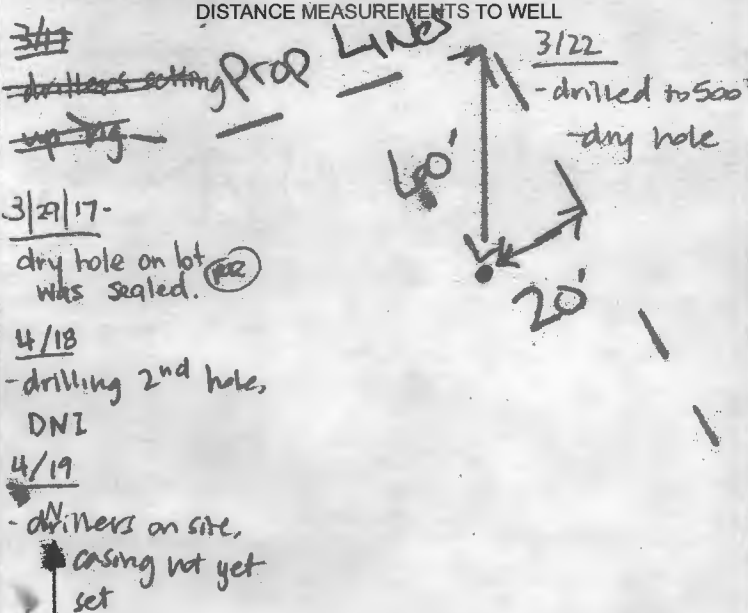 DISTANCE MEASUREMENTS TO WELL
drillers setting
up rig
Prop LINES
3/22
-drilled to 500'
-dry hole
60'
20'
3/29/17-
dry hole on lot
was sealed.
4/18
-drilling 2nd hole,
DNI
4/19
- drillers on site,
casing not yet
set
N